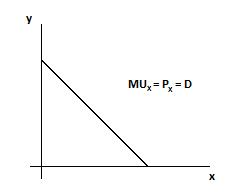 y
MUx = Px = D
x